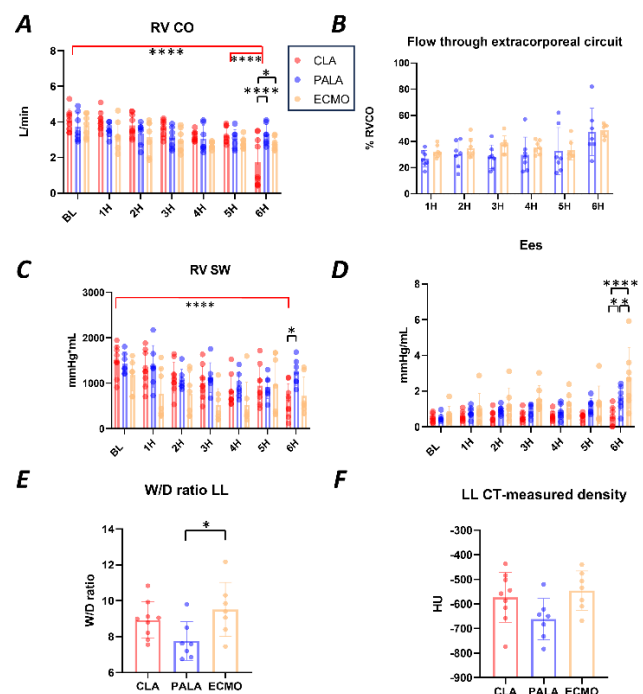 A
RV CO
****
****
*
****
L/min
8
6
4
2
0
BL
1H
2H
3H
4H
5H
6H
CLA
PALA
ECMO
B
Flow through extracorporeal circuit
% RVCO
100
80
60
40
20
0
1H
2H
3H
4H
5H
6H
C
RV SW
****
*
mmHg*mL
3000
2000
1000
0
BL
1H
2H
3H
4H
5H
6H
D
Ees
****
**
mmHg/mL
8
6
4
2
0
BL
1H
2H
3H
4H
5H
6H
E
W/D ratio LL
*
W/D ratio
14
12
10
8
6
CLA
PALA
ECMO
F
LL CT-measured density
HU
-300
-400
-500
-600
-700
-800
-900
CLA
PALA
ECMO